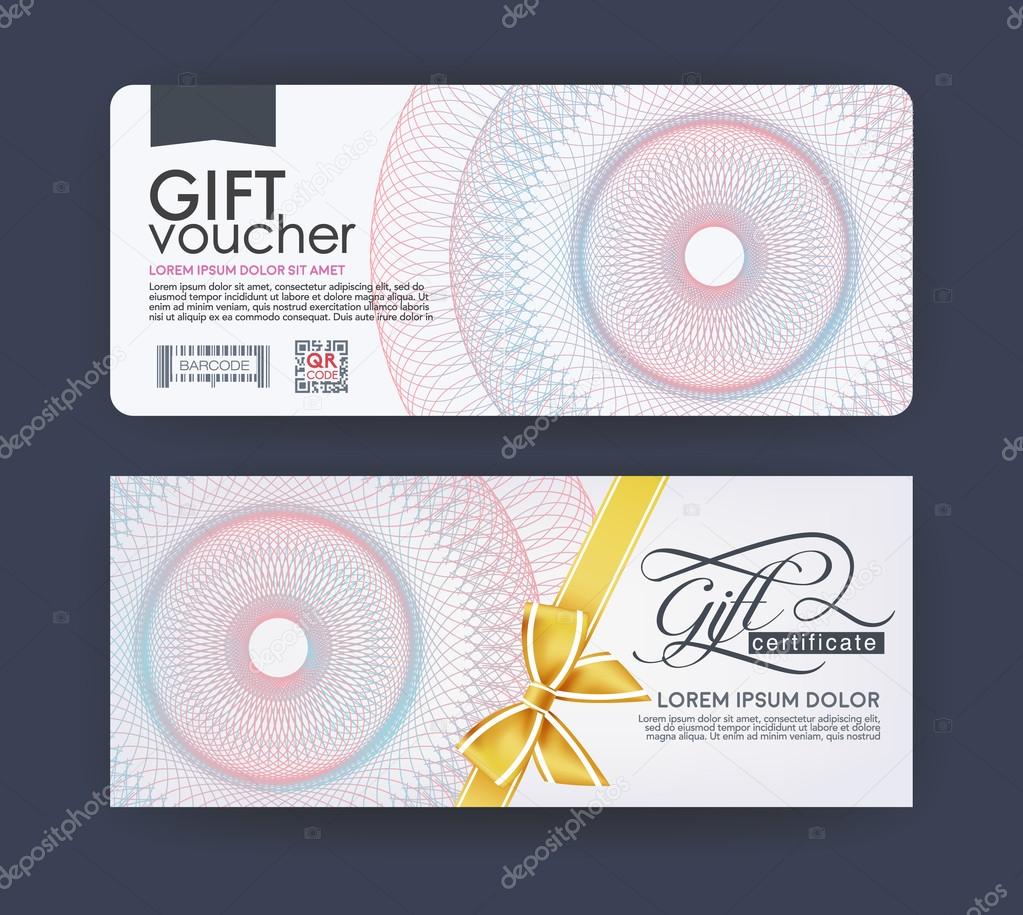 GIFT
voucher
LOREM IPSUM DOLOR SIT AMET
Lorem ipsum dolor sit amet, consectetur adipiscing elit, sed do
eiusmod tempor incididunt ut labore et dolore magna aliqua. Ut
enim ad minim veniam, quis nostrud exercitation ullamco laboris
nisi ut aliquip ex ea commodo consequat. Duis aute irure dolor in
BARCODE
QR
CODE
Gift
certificate
LOREM IPSUM DOLOR
Lorem ipsum dolor sit amet, consectetur adipiscing elit, sed
do eiusmod tempor incididunt ut labore et dolore
magna aliqua. Ut enim ad minim veniam, quis nostrud
depositphotos